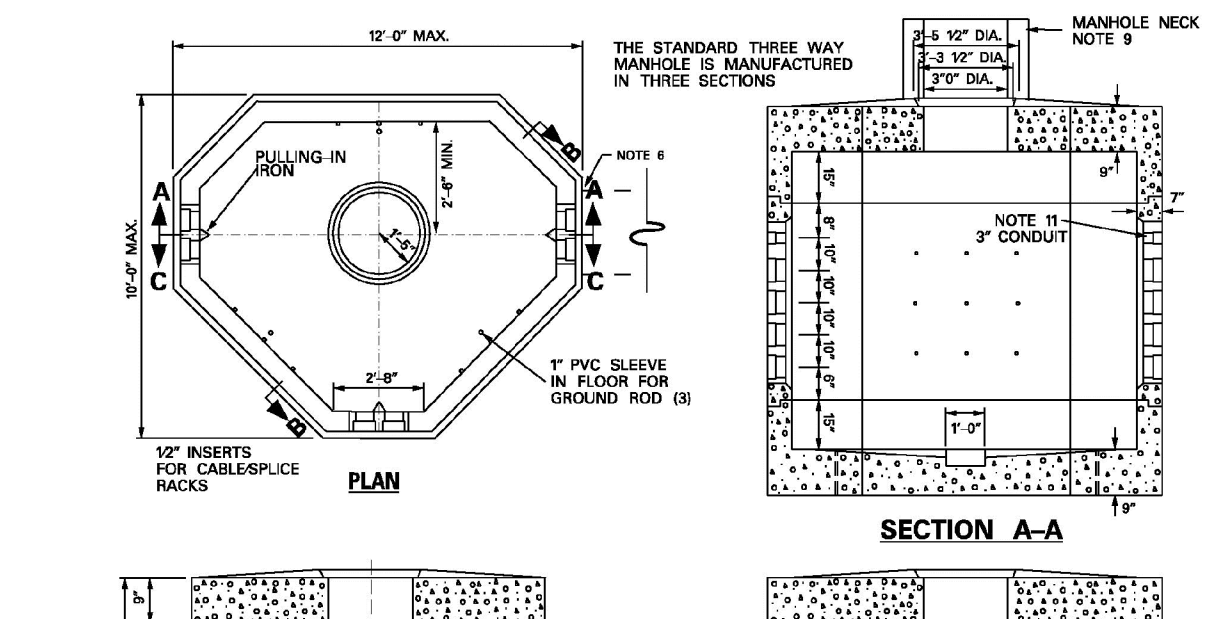 12'-0" MAX.
THE STANDARD THREE WAY
MANHOLE IS MANUFACTURED
IN THREE SECTIONS
PULLING-IN
IRON
2'-6" MIN.
B
NOTE 6
A
A
1'-6"
10'-0" MAX.
C
C
2'-8"
1" PVC SLEEVE
IN FLOOR FOR
GROUND ROD (3)
B
1/2" INSERTS
FOR CABLE/SPLICE
RACKS
PLAN
MANHOLE NECK
NOTE 9
3'-5 1/2" DIA.
3'-3 1/2" DIA.
3"0" DIA.
9"
15"
7"
NOTE 11
3" CONDUIT
8"
10"
10"
10"
10"
6"
15"
1'-0"
9"
SECTION A-A
9"